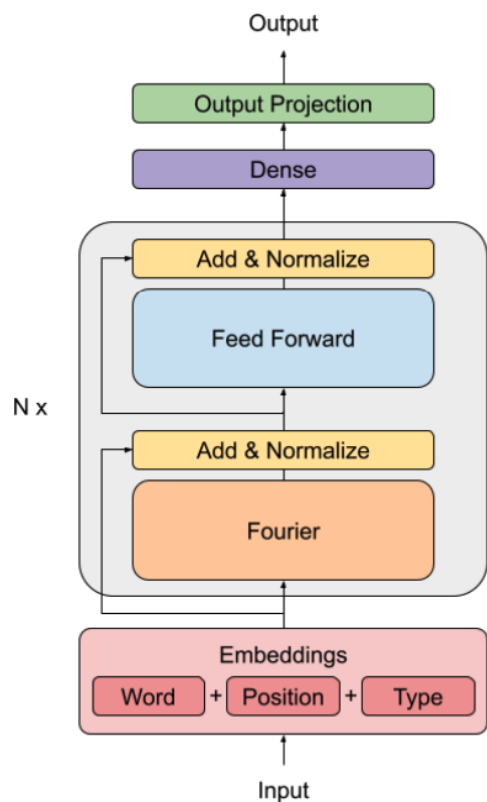 Output
Output Projection
Dense
Add & Normalize
Feed Forward
N x
Add & Normalize
Fourier
Embeddings
Word + Position + Type
Input